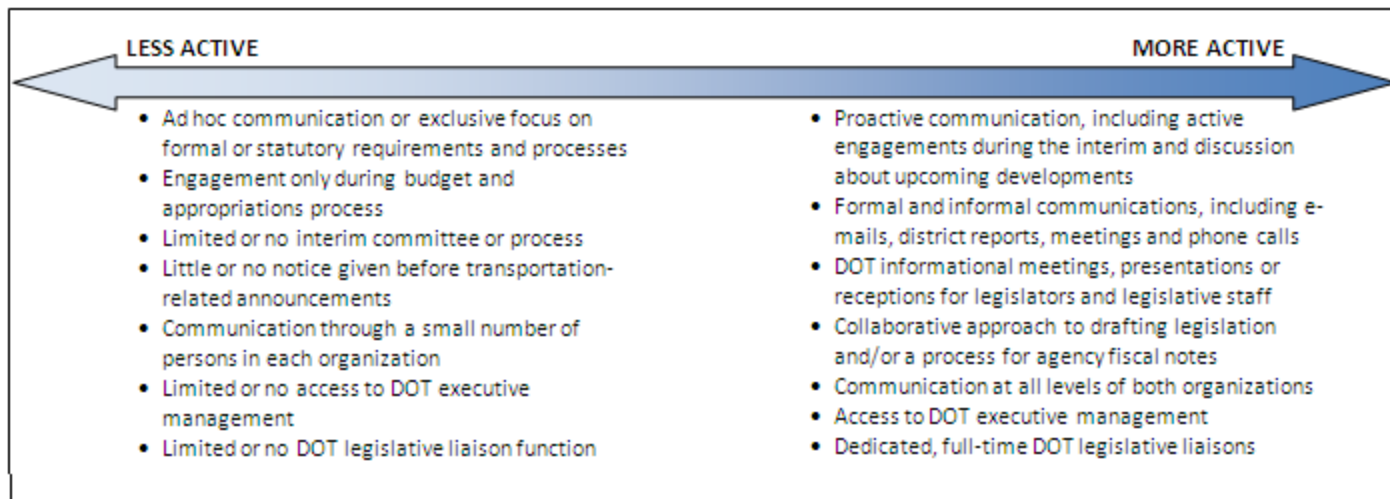 LESS ACTIVE
MORE ACTIVE
• Ad hoc communication or exclusive focus on
formal or statutory requirements and processes
• Engagement only during budget and
appropriations process
• Limited or no interim committee or process
• Little or no notice given before transportation-
related announcements
• Communication through a small number of
persons in each organization
• Limited or no access to DOT executive
management
• Limited or no DOT legislative liaison function
• Proactive communication, including active
engagements during the interim and discussion
about upcoming developments
• Formal and informal communications, including e-
mails, district reports, meetings and phone calls
• DOT informational meetings, presentations or
receptions for legislators and legislative staff
• Collaborative approach to drafting legislation
and/or a process for agency fiscal notes
• Communication at all levels of both organizations
• Access to DOT executive management
• Dedicated, full-time DOT legislative liaisons